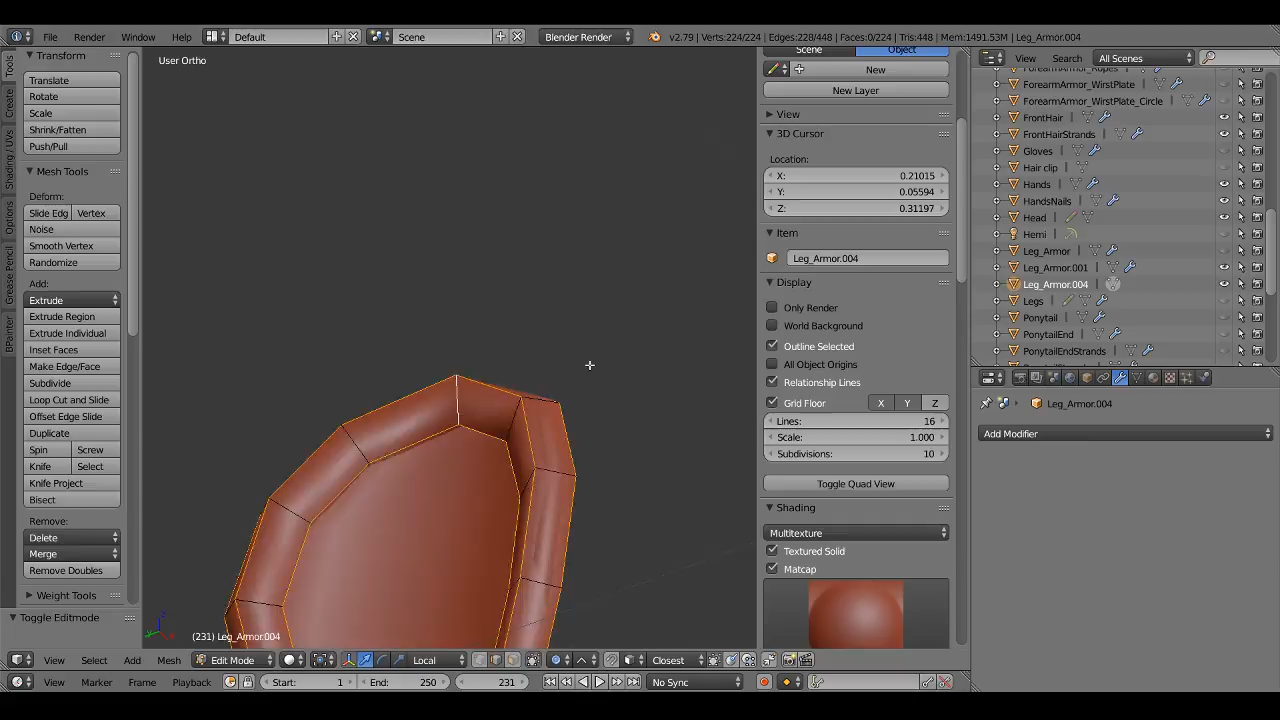 File Render Window Help Default Scene Blender Render v2.79 | Verts:224/224 | Edges:228/448 | Faces:0/224 | Tris:448 | Mem:1491.53M | Leg_Armor.004
Tools
Create
Shading / UVs
Options
Grease Pencil
BPainter
Transform
Translate
Rotate
Scale
Shrink/Fatten
Push/Pull
Mesh Tools
Deform:
Slide Edg Vertex
Noise
Smooth Vertex
Randomize
Add:
Extrude
Extrude Region
Extrude Individual
Inset Faces
Make Edge/Face
Subdivide
Loop Cut and Slide
Offset Edge Slide
Duplicate
Spin Screw
Knife Select
Knife Project
Bisect
Remove:
Delete
Merge
Remove Doubles
Weight Tools
Toggle Editmode
User Ortho
(231) Leg_Armor.004
Scene Object
New
New Layer
View
3D Cursor
Location:
X: 0.21015
Y: 0.05594
Z: 0.31197
Item
Leg_Armor.004
Display
Only Render
World Background
Outline Selected
All Object Origins
Relationship Lines
Grid Floor X Y Z
Lines: 16
Scale: 1.000
Subdivisions: 10
Toggle Quad View
Shading
Multitexture
Textured Solid
Matcap
View Search All Scenes
ForearmArmor_Ropes
ForearmArmor_WirstPlate
ForearmArmor_WirstPlate_Circle
FrontHair
FrontHairStrands
Gloves
Hair clip
Hands
HandsNails
Head
Hemi
Leg_Armor
Leg_Armor.001
Leg_Armor.004
Legs
Ponytail
PonytailEnd
PonytailEndStrands
Leg_Armor.004
Add Modifier
View Select Add Mesh Edit Mode Local Closest
View Marker Frame Playback Start: 1 End: 250 231 No Sync